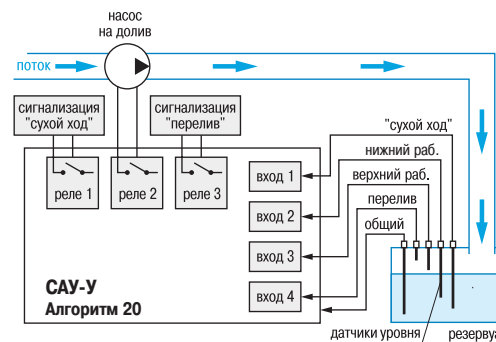 насос
на долив
поток
сигнализация
"сухой ход"
сигнализация
"перелив"
"сухой ход"
нижний раб.
верхний раб.
перелив
общий
реле 1
реле 2
реле 3
вход 1
вход 2
вход 3
вход 4
САУ-У
Алгоритм 20
датчики уровня
резервуа